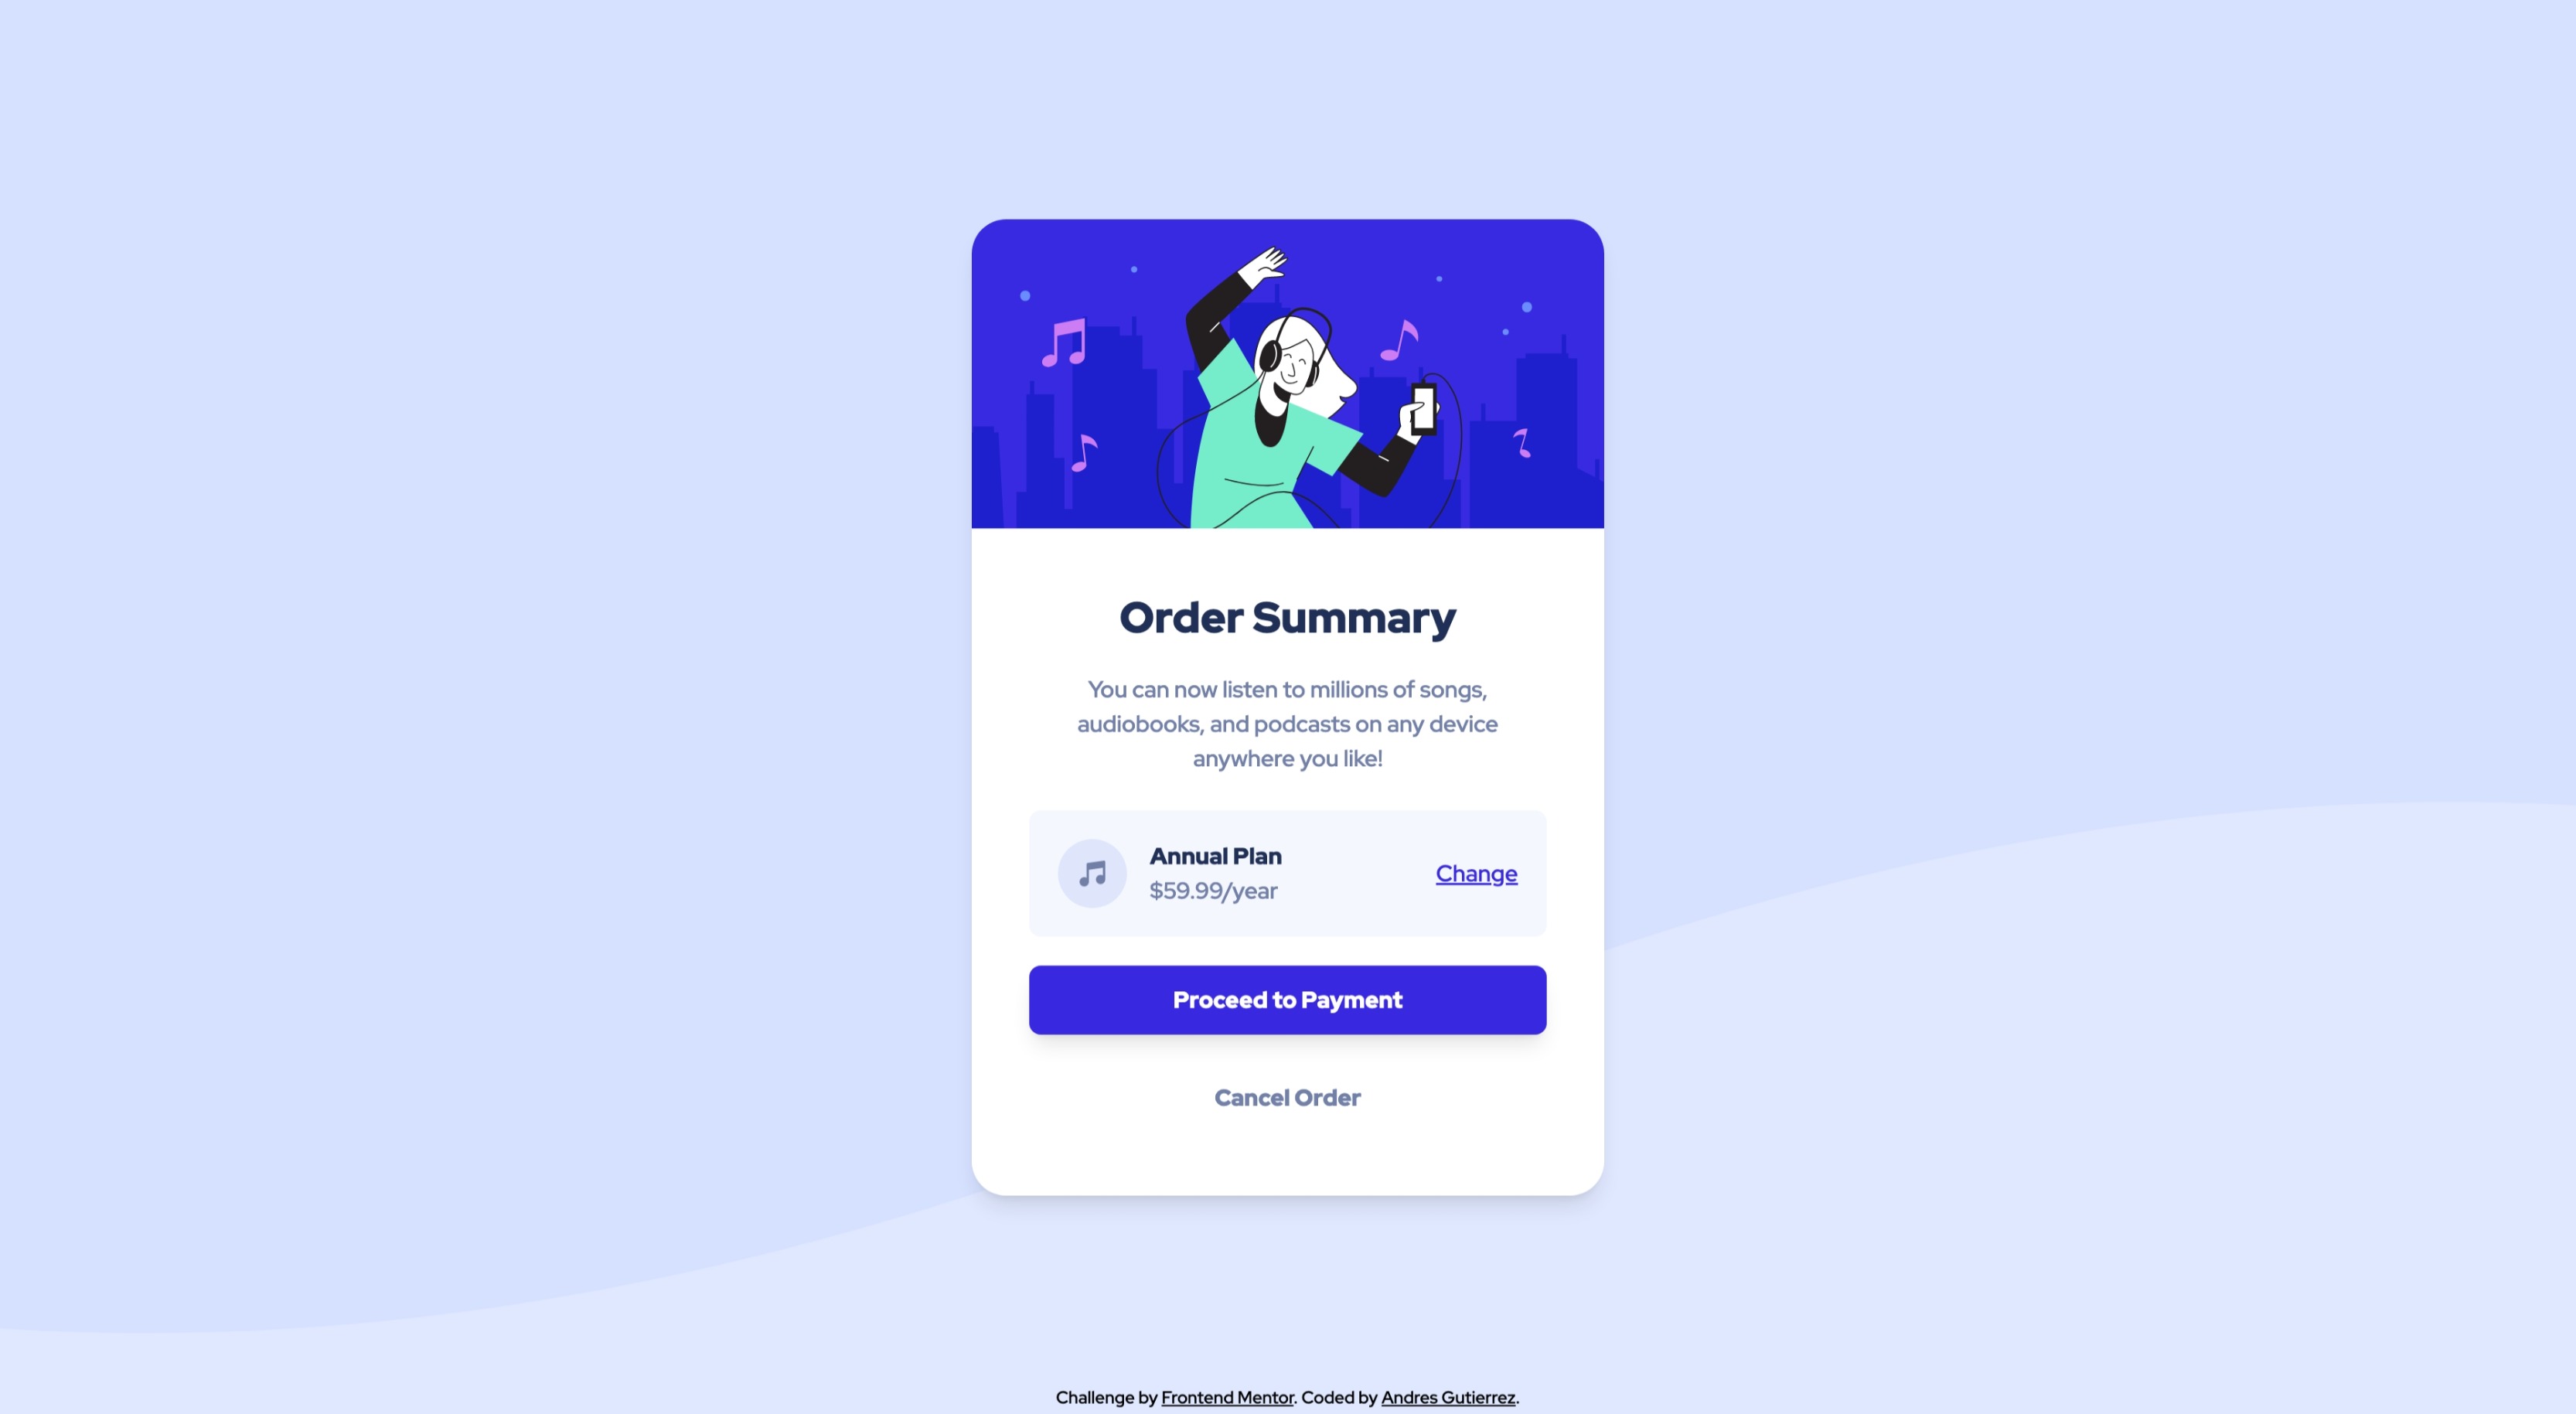 Order Summary
You can now listen to millions of songs,
audiobooks, and podcasts on any device
anywhere you like!
Annual Plan
$59.99/year
Change
Proceed to Payment
Cancel Order
Challenge by Frontend Mentor. Coded by Andres Gutierrez.